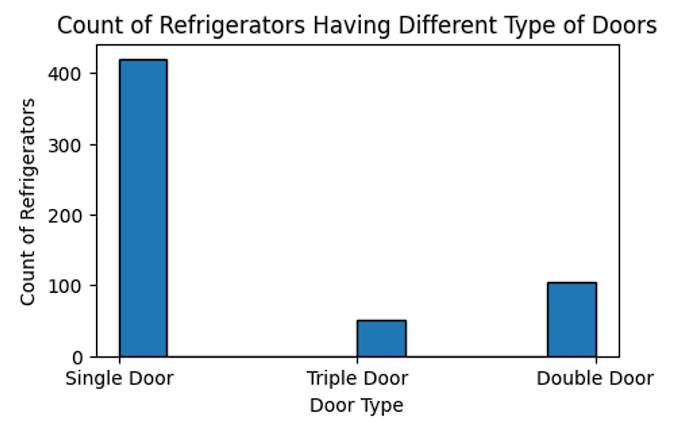 Count of Refrigerators Having Different Type of Doors
Count of Refrigerators
400
300
200
100
0
Single Door
Triple Door
Double Door
Door Type